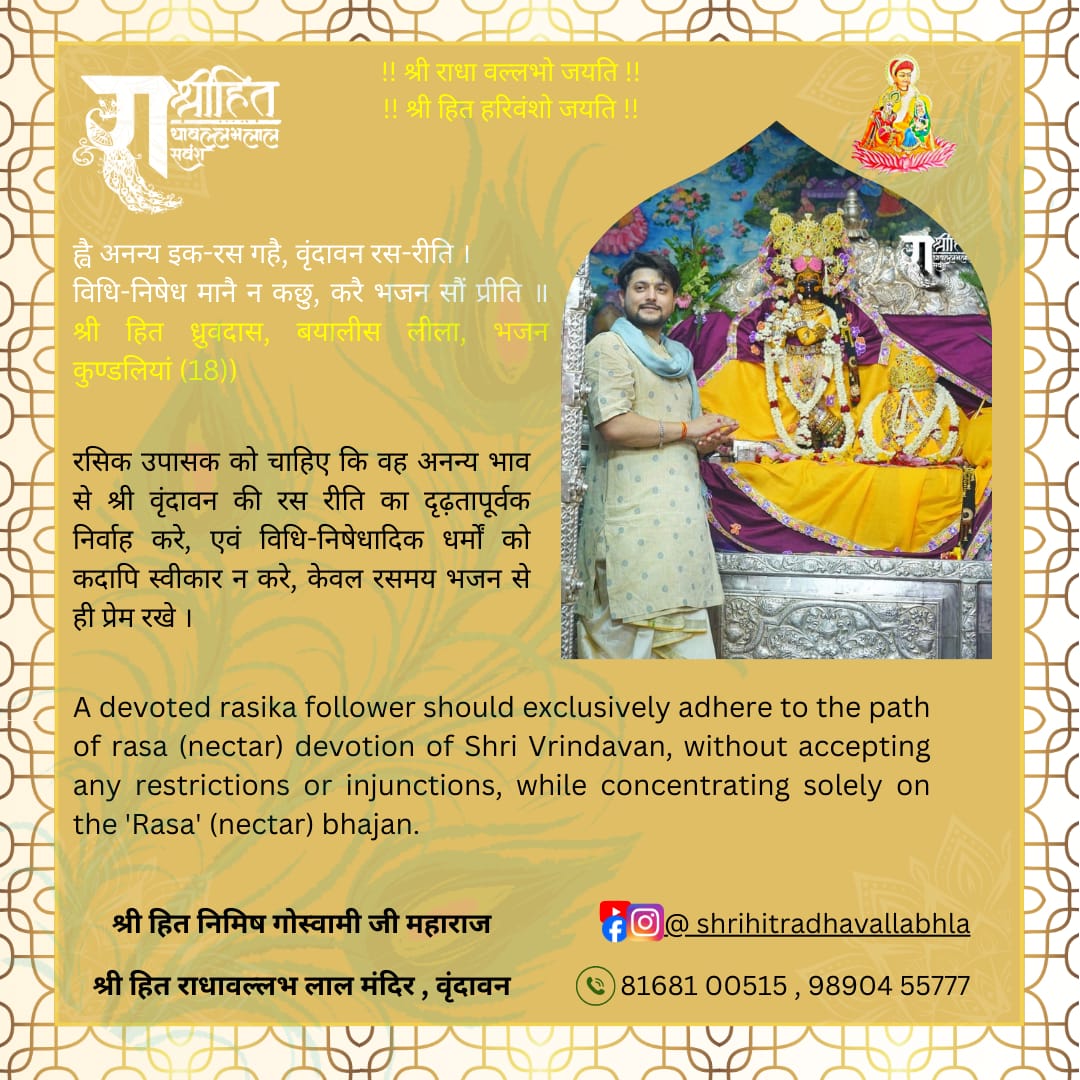 !! श्री राधा वल्लभो जयति !!
!! श्री हित हरिवंशो जयति !!
श्रीहित
राधावल्लभलाल
ह्वै अनन्य इक-रस गहै, वृंदावन रस-रीति ।
विधि-निषेध मानै न कछु, करै भजन सौं प्रीति ॥
श्री हित ध्रुवदास, बयालीस लीला, भजन
कुण्डलियां (18))
रसिक उपासक को चाहिए कि वह अनन्य भाव
से श्री वृंदावन की रस रीति का दृढ़तापूर्वक
निर्वाह करे, एवं विधि-निषेधादिक धर्मों को
कदापि स्वीकार न करे, केवल रसमय भजन से
ही प्रेम रखे ।
A devoted rasika follower should exclusively adhere to the path
of rasa (nectar) devotion of Shri Vrindavan, without accepting
any restrictions or injunctions, while concentrating solely on
the 'Rasa' (nectar) bhajan.
श्री हित निमिष गोस्वामी जी महाराज
@ shrihitradhavallabhla
श्री हित राधावल्लभ लाल मंदिर , वृंदावन
81681 00515 , 98904 55777